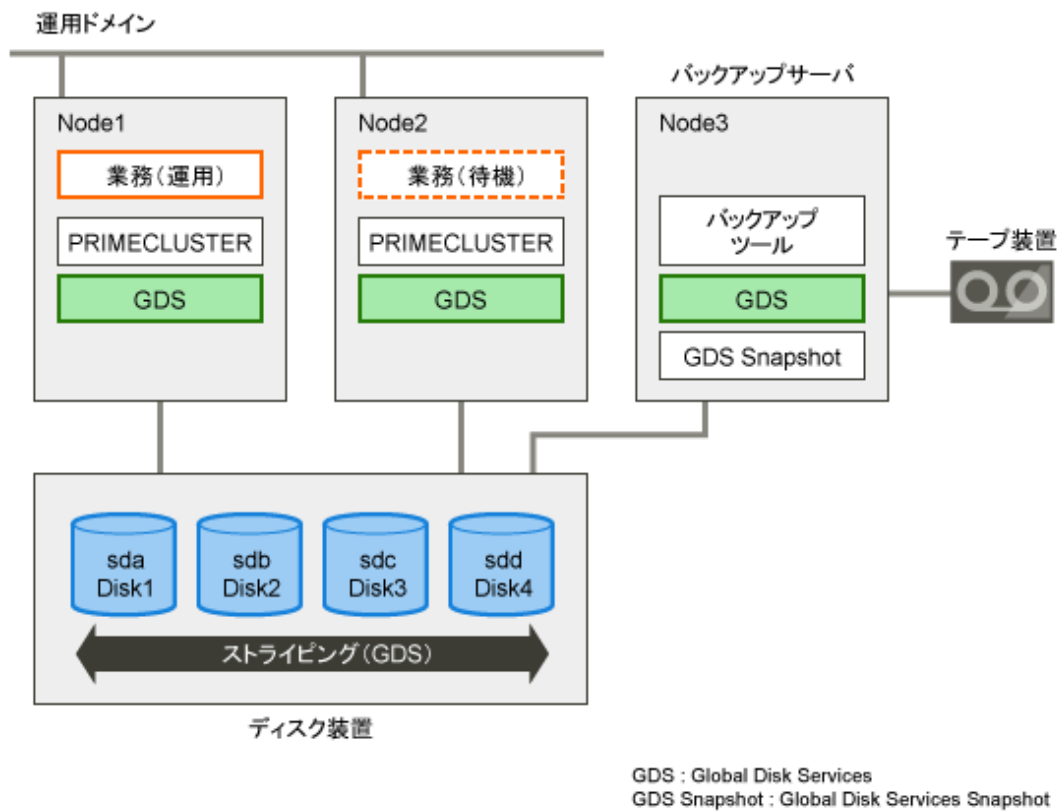 運用ドメイン
バックアップサーバ
Node1
業務(運用)
PRIMECLUSTER
GDS
Node2
業務(待機)
PRIMECLUSTER
GDS
Node3
バックアップ
ツール
GDS
GDS Snapshot
テープ装置
sda
Disk1
sdb
Disk2
sdc
Disk3
sdd
Disk4
ストライピング(GDS)
ディスク装置
GDS : Global Disk Services
GDS Snapshot : Global Disk Services Snapshot